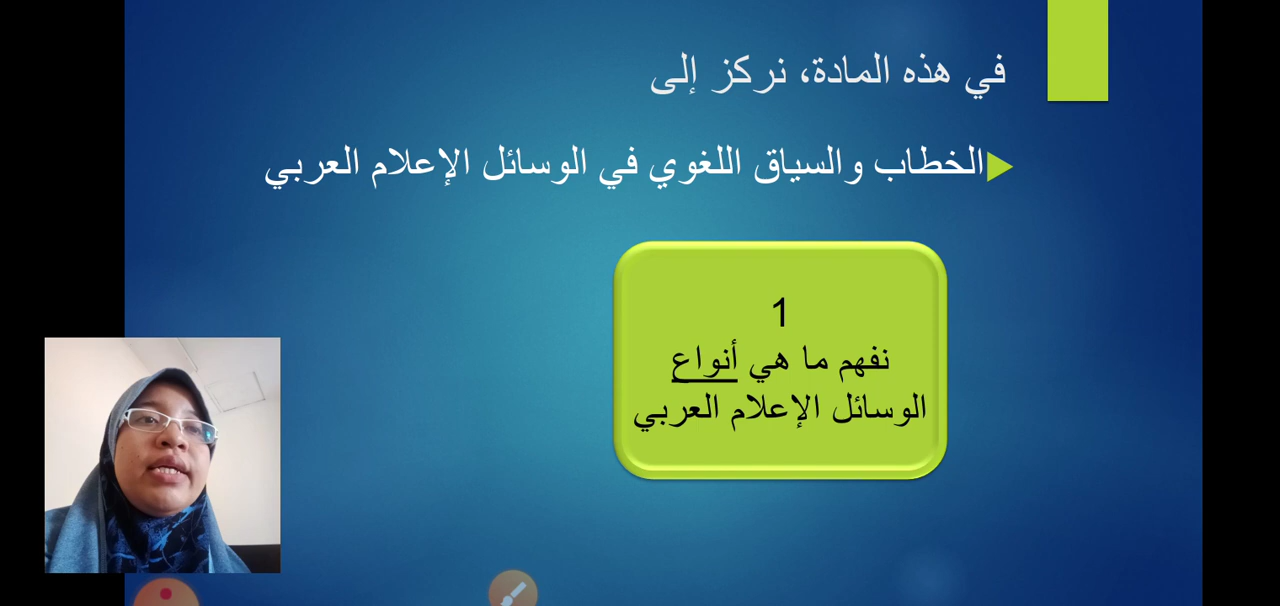 في هذه المادة، نركز إلى
الخطاب والسياق اللغوي في الوسائل الإعلام العربي
1
نفهم ما هي أنواع
الوسائل الإعلام العربي